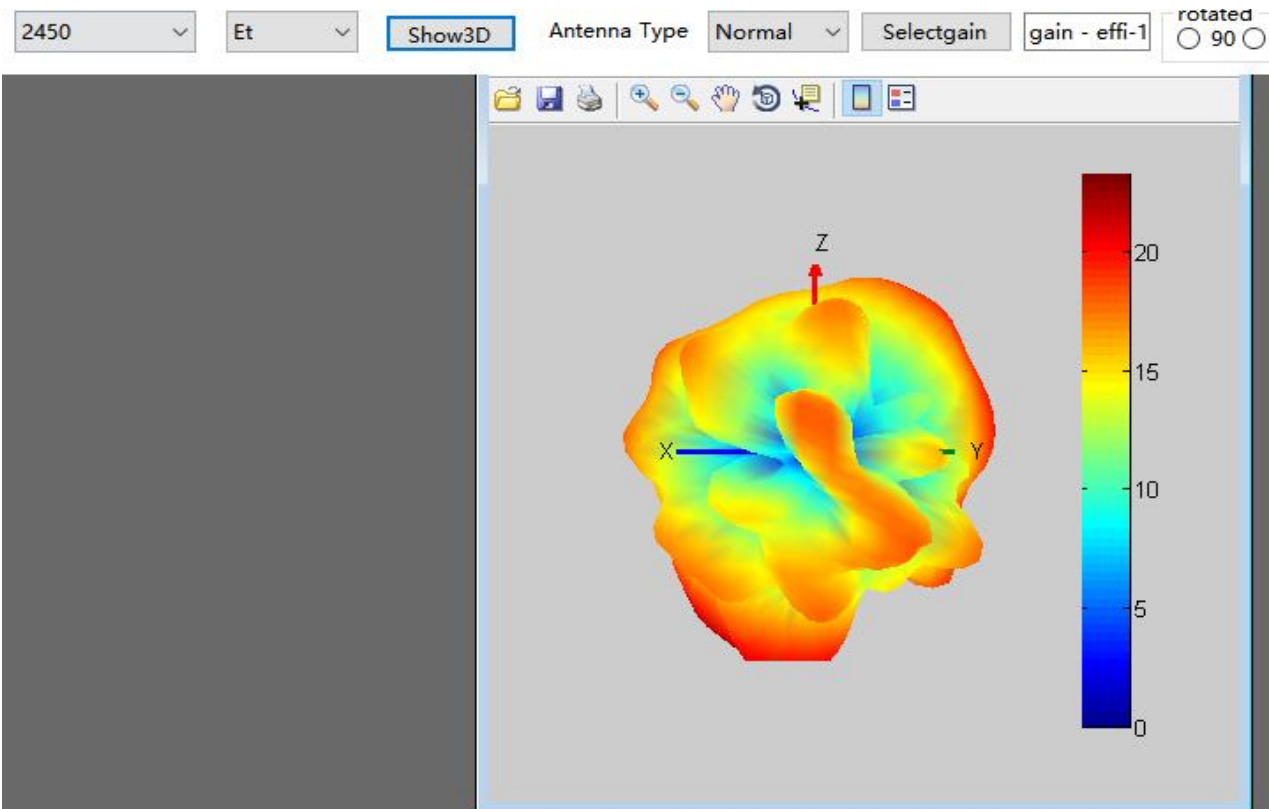 2450 Et Show3D Antenna Type Normal Selectgain gain - effi-1 rotated
90
Z
20
15
X Y
10
5
0